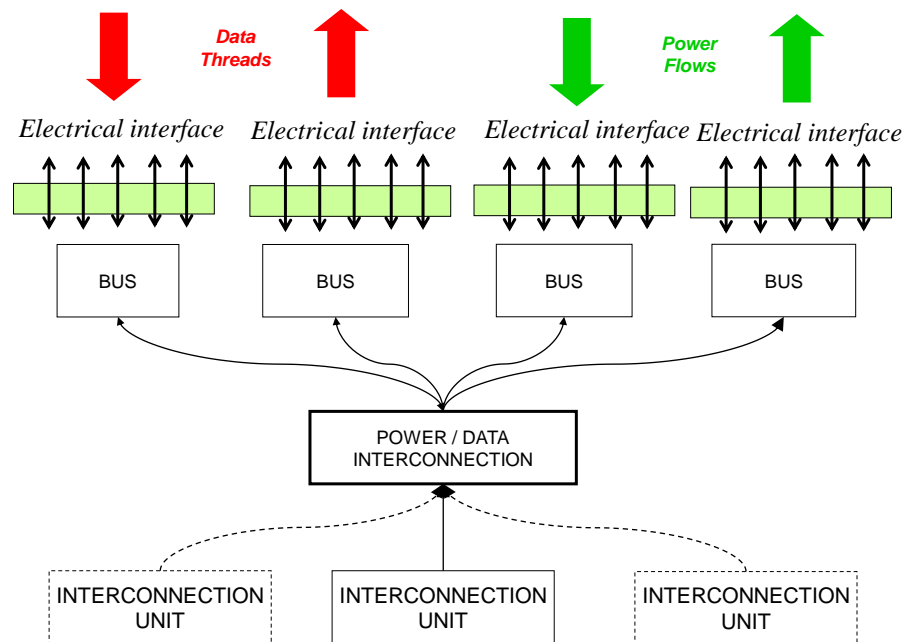 Data
Threads
Power
Flows
Electrical interface
Electrical interface
Electrical interface
Electrical interface
BUS
BUS
BUS
BUS
POWER / DATA
INTERCONNECTION
INTERCONNECTION
UNIT
INTERCONNECTION
UNIT
INTERCONNECTION
UNIT